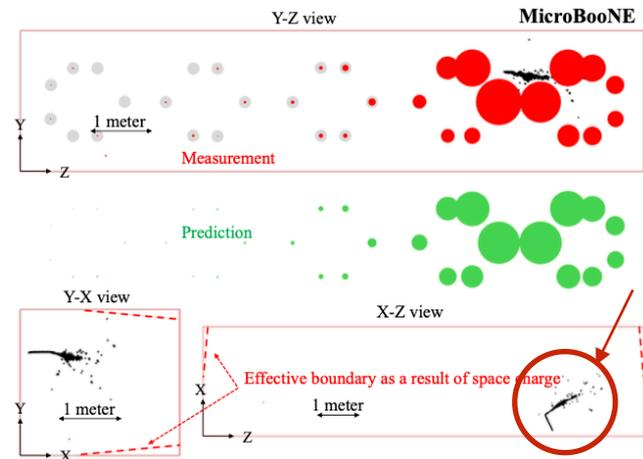 Y-Z view
MicroBooNE
Y
1 meter
Measurement
Z
Prediction
Y-X view
X-Z view
Effective boundary as a result of space charge
Y
1 meter
X
X
1 meter
Z